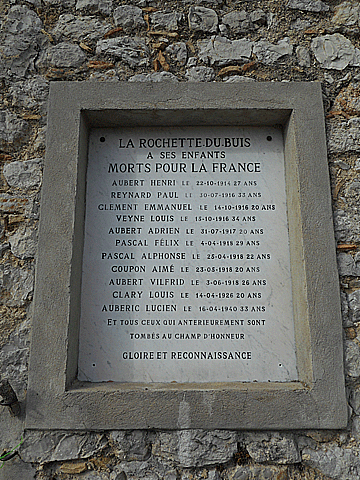 LA ROCHETTE.DU.BUIS
A SES ENFANTS
MORTS POUR LA FRANCE
AUBERT HENRI LE 22-10-1914 27 ANS
REYNARD PAUL LE 30-7-1916 33 ANS
CLEMENT EMMANUEL LE 14-10-1916 20 ANS
VEYNE LOUIS LE 15-10-1916 34 ANS
AUBERT ADRIEN LE 31-07-1917 20 ANS
PASCAL FÉLIX LE 4-04-1918 29 ANS
PASCAL ALPHONSE LE 25-04-1918 22 ANS
COUPON AIMÉ LE 23-05-1918 20 ANS
AUBERT VILFRID LE 3-06-1918 26 ANS
CLARY LOUIS LE 14-04-1926 20 ANS
AUBERIC LUCIEN LE 16-04-1940 33 ANS
ET TOUS CEUX QUI ANTERIEUREMENT SONT
TOMBÉS AU CHAMP D'HONNEUR
GLOIRE ET RECONNAISSANCE